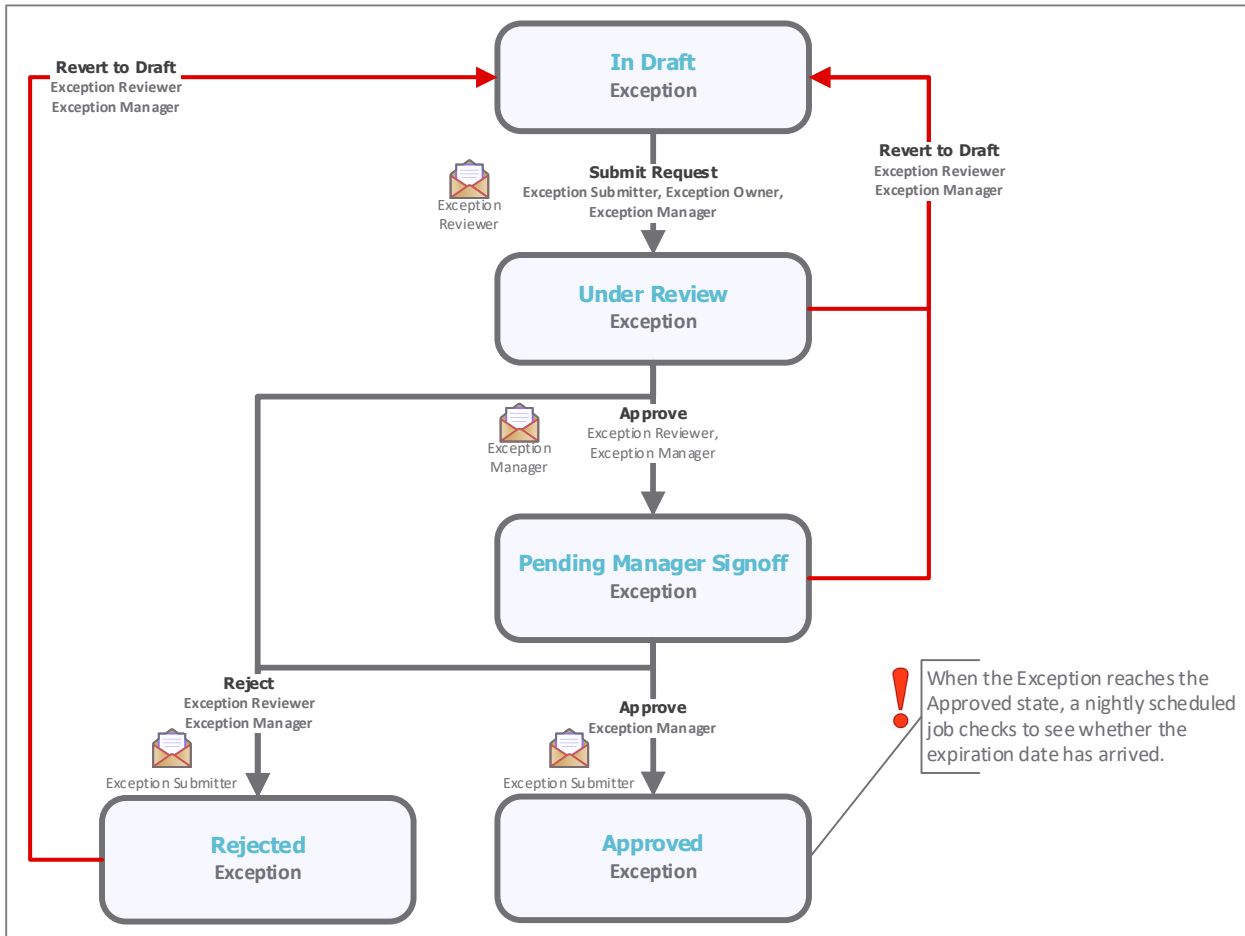 In Draft
Exception
Revert to Draft
Exception Reviewer
Exception Manager
Revert to Draft
Exception Reviewer
Exception Manager
Submit Request
Exception Submitter, Exception Owner,
Exception Manager
Exception
Reviewer
Under Review
Exception
Approve
Exception Reviewer,
Exception Manager
Exception
Manager
Pending Manager Signoff
Exception
Reject
Exception Reviewer
Exception Manager
Exception Submitter
Approve
Exception Manager
Exception Submitter
When the Exception reaches the
Approved state, a nightly scheduled
job checks to see whether the
expiration date has arrived.
Rejected
Exception
Approved
Exception